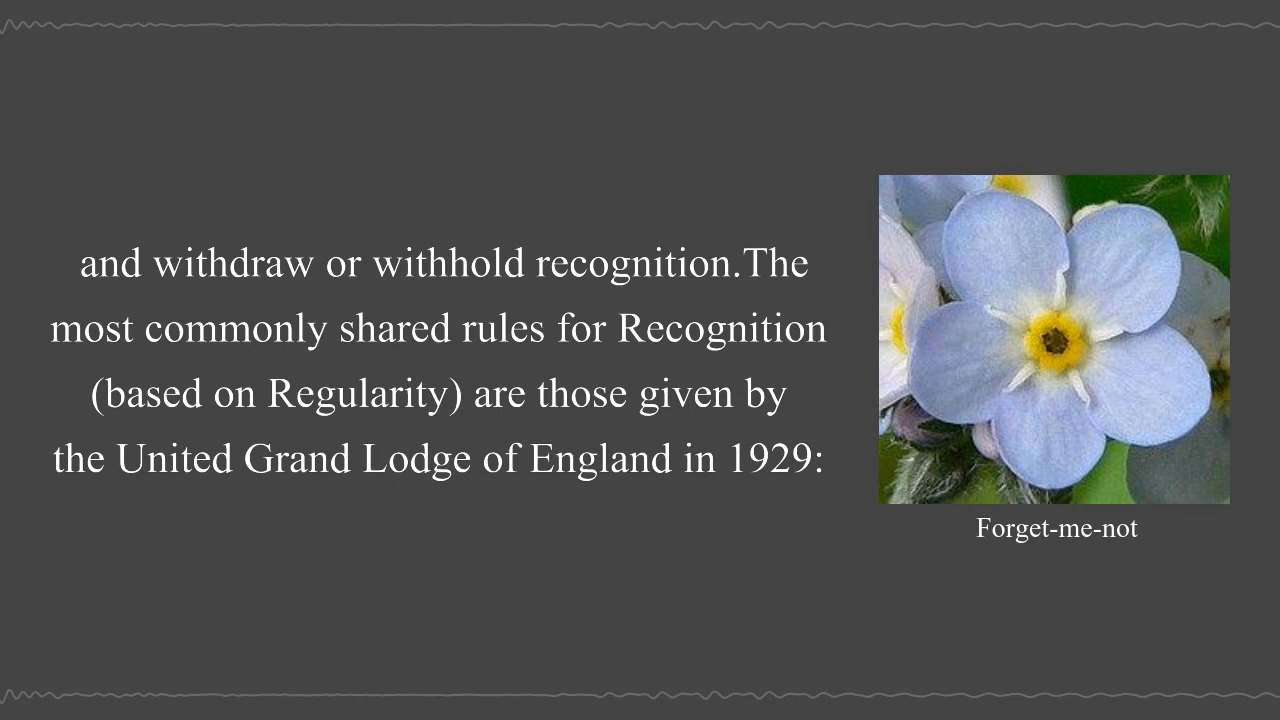 and withdraw or withhold recognition.The
most commonly shared rules for Recognition
(based on Regularity) are those given by
the United Grand Lodge of England in 1929:
Forget-me-not